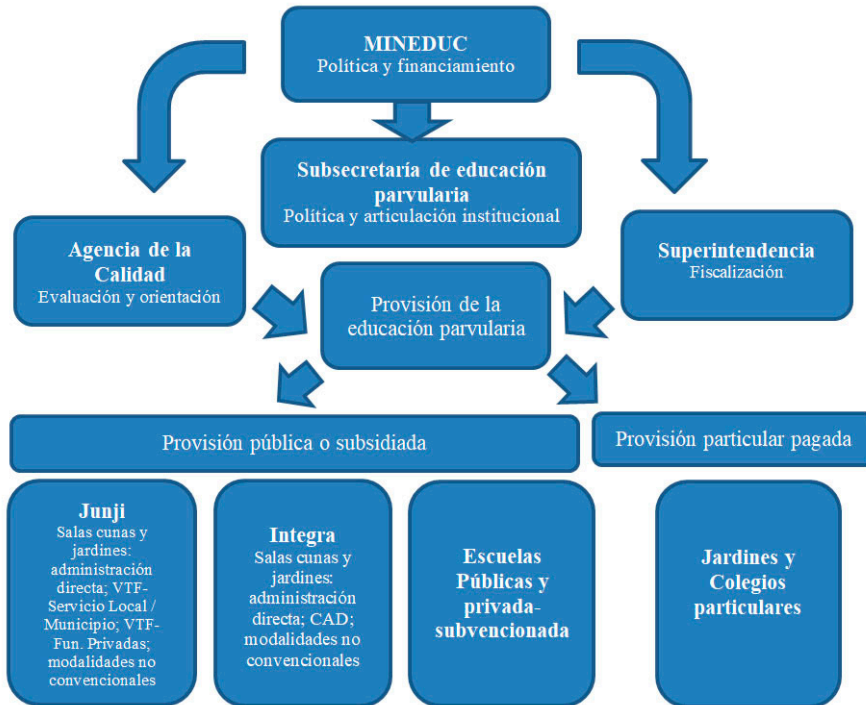 MINEDUC
Política y financiamiento
Subsecretaría de educación
parvularia
Política y articulación institucional
Agencia de la
Calidad
Evaluación y orientación
Superintendencia
Fiscalización
Provisión de la
educación parvularia
Provisión pública o subsidiada
Provisión particular pagada
Junji
Salas cunas y
jardines:
administración
directa; VTF-
Servicio Local /
Municipio; VTF-
Fun. Privadas;
modalidades no
convencionales
Integra
Salas cunas y
jardines:
administración
directa; CAD;
modalidades no
convencionales
Escuelas
Públicas y
privada-
subvencionada
Jardines y
Colegios
particulares